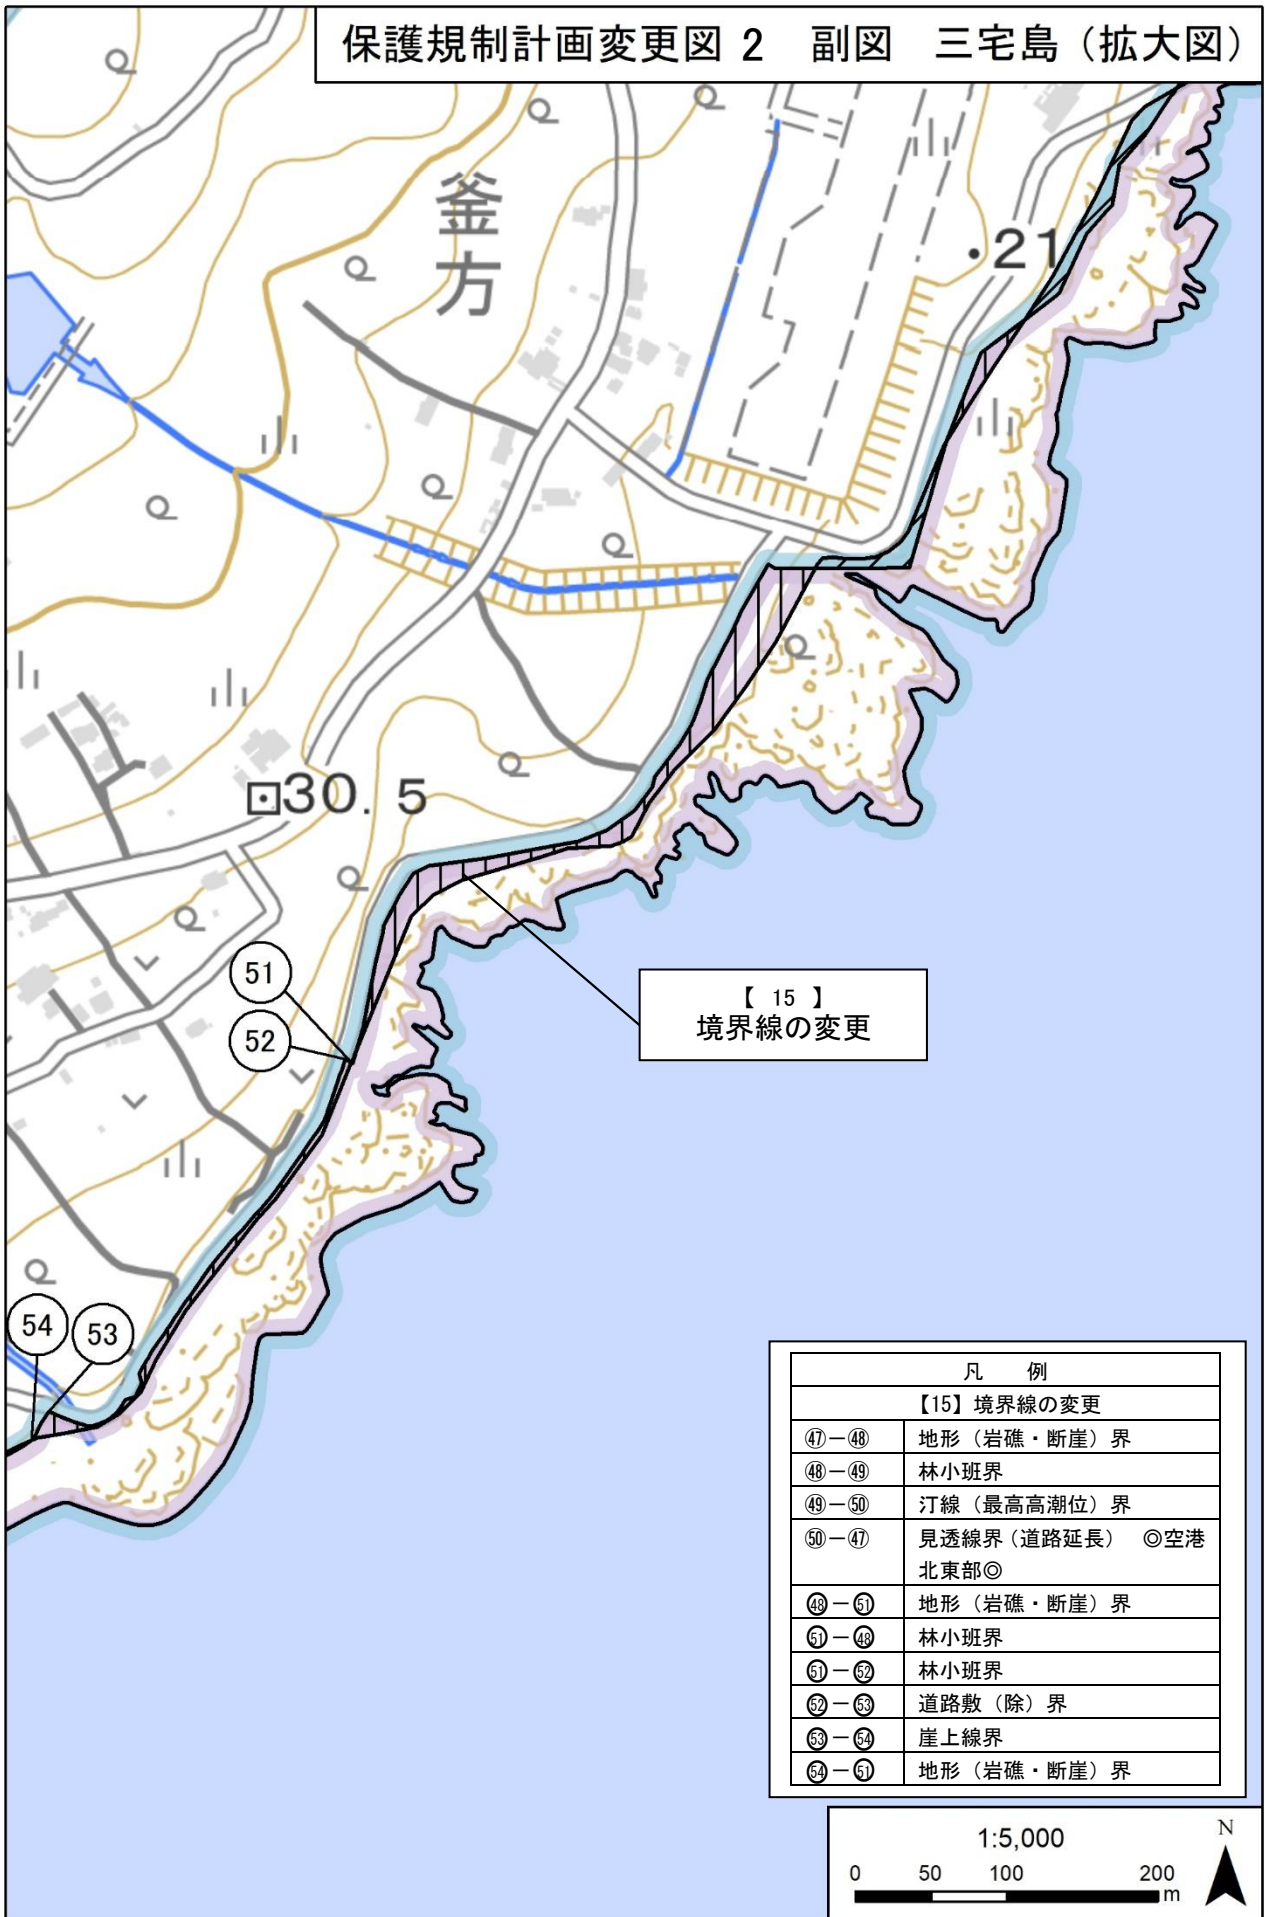 保護規制計画変更図 2　副図　三宅島（拡大図）
釜方
・21
30.5
51
52
【 15 】
境界線の変更
54
53
凡　例
【15】境界線の変更
㊼－㊽　地形（岩礁・断崖）界
㊽－㊾　林小班界
㊾－㊿　汀線（最高高潮位）界
㊿－㊼　見透線界（道路延長）　◎空港
北東部◎
㊽－51　地形（岩礁・断崖）界
51－㊽　林小班界
51－52　林小班界
52－53　道路敷（除）界
53－54　崖上線界
54－51　地形（岩礁・断崖）界
1:5,000
N
0　50　100　200
m